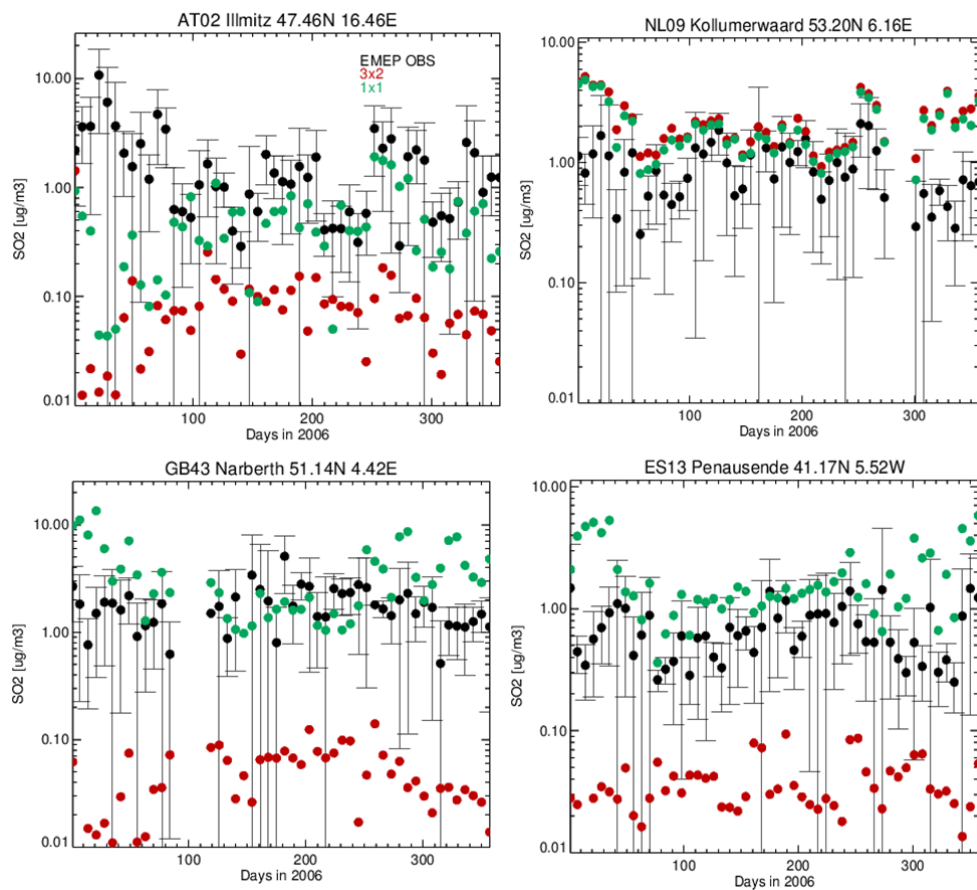 AT02 Illmitz 47.46N 16.46E
EMEP OBS
3x2
1x1
10.00
1.00
0.10
0.01
SO2 [ug/m3]
100 200 300
Days in 2006
NL09 Kollumerwaard 53.20N 6.16E
10.00
1.00
0.10
0.01
SO2 [ug/m3]
100 200 300
Days in 2006
GB43 Narberth 51.14N 4.42E
10.00
1.00
0.10
0.01
SO2 [ug/m3]
100 200 300
Days in 2006
ES13 Penausende 41.17N 5.52W
10.00
1.00
0.10
0.01
SO2 [ug/m3]
100 200 300
Days in 2006